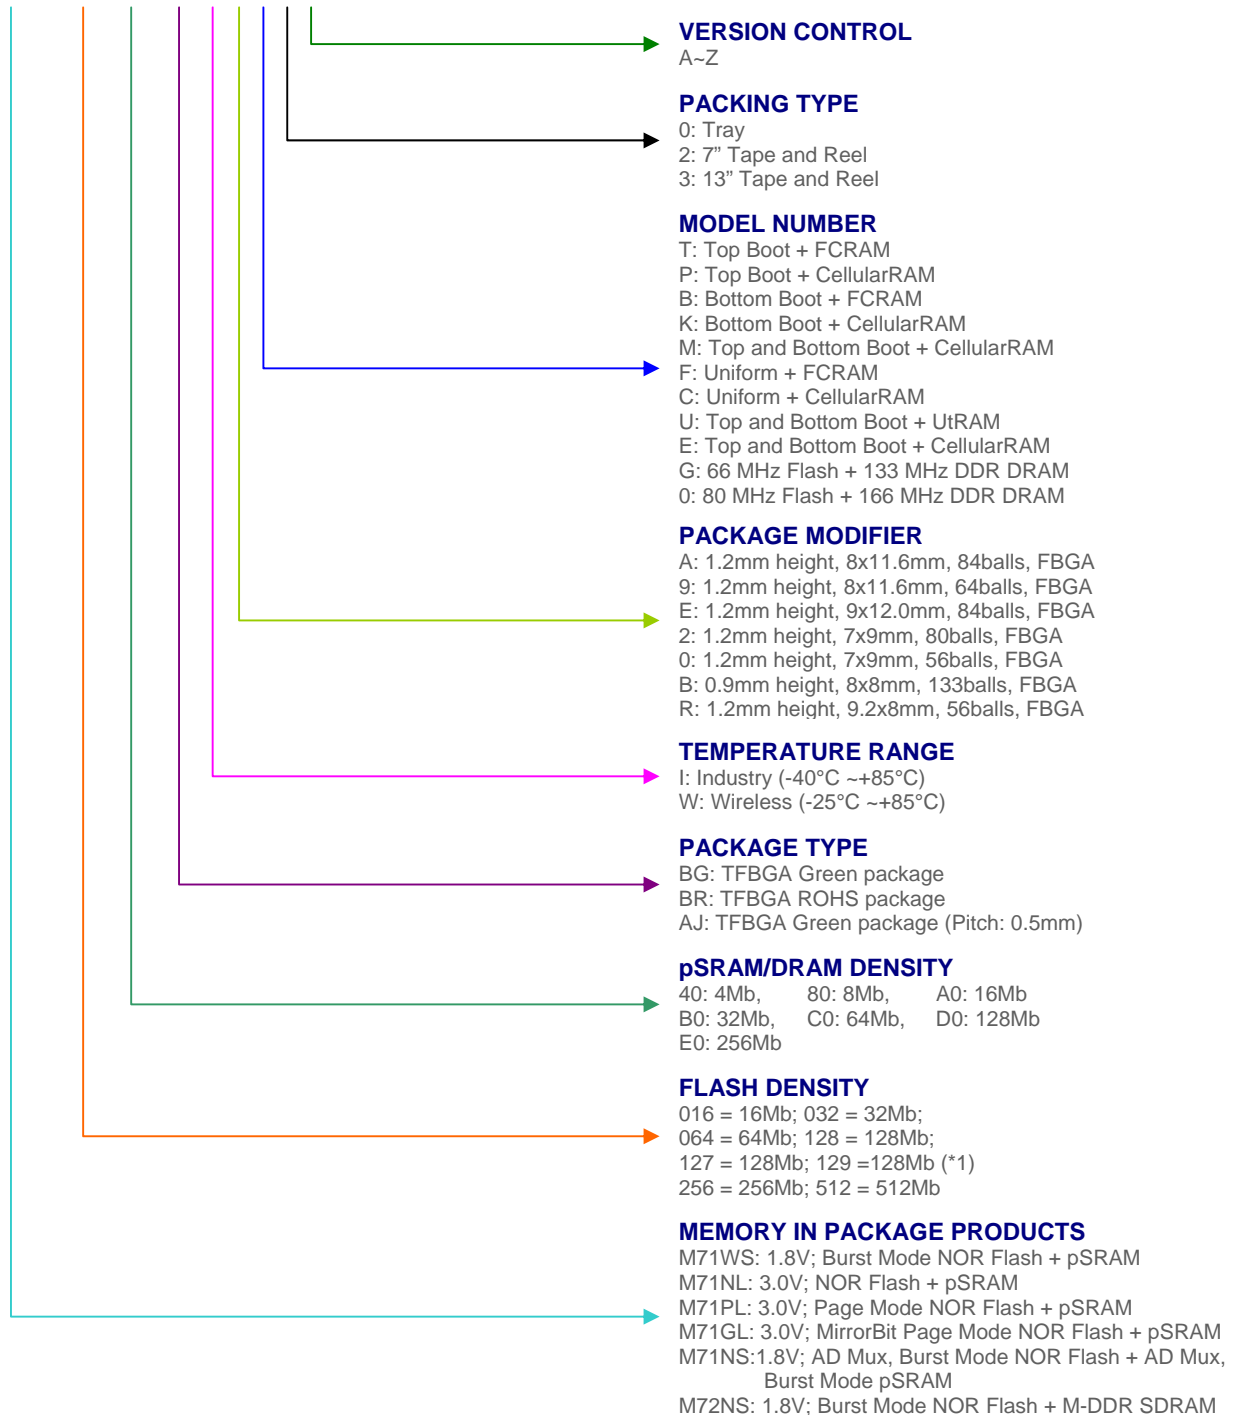 VERSION CONTROL
A~Z
PACKING TYPE
0: Tray
2: 7” Tape and Reel
3: 13” Tape and Reel
MODEL NUMBER
T: Top Boot + FCRAM
P: Top Boot + CellularRAM
B: Bottom Boot + FCRAM
K: Bottom Boot + CellularRAM
M: Top and Bottom Boot + CellularRAM
F: Uniform + FCRAM
C: Uniform + CellularRAM
U: Top and Bottom Boot + UtRAM
E: Top and Bottom Boot + CellularRAM
G: 66 MHz Flash + 133 MHz DDR DRAM
0: 80 MHz Flash + 166 MHz DDR DRAM
PACKAGE MODIFIER
A: 1.2mm height, 8x11.6mm, 84balls, FBGA
9: 1.2mm height, 8x11.6mm, 64balls, FBGA
E: 1.2mm height, 9x12.0mm, 84balls, FBGA
2: 1.2mm height, 7x9mm, 80balls, FBGA
0: 1.2mm height, 7x9mm, 56balls, FBGA
B: 0.9mm height, 8x8mm, 133balls, FBGA
R: 1.2mm height, 9.2x8mm, 56balls, FBGA
TEMPERATURE RANGE
I: Industry (-40°C ~+85°C)
W: Wireless (-25°C ~+85°C)
PACKAGE TYPE
BG: TFBGA Green package
BR: TFBGA ROHS package
AJ: TFBGA Green package (Pitch: 0.5mm)
pSRAM/DRAM DENSITY
40: 4Mb, 80: 8Mb, A0: 16Mb
B0: 32Mb, C0: 64Mb, D0: 128Mb
E0: 256Mb
FLASH DENSITY
016 = 16Mb; 032 = 32Mb;
064 = 64Mb; 128 = 128Mb;
127 = 128Mb; 129 =128Mb (*1)
256 = 256Mb; 512 = 512Mb
MEMORY IN PACKAGE PRODUCTS
M71WS: 1.8V; Burst Mode NOR Flash + pSRAM
M71NL: 3.0V; NOR Flash + pSRAM
M71PL: 3.0V; Page Mode NOR Flash + pSRAM
M71GL: 3.0V; MirrorBit Page Mode NOR Flash + pSRAM
M71NS:1.8V; AD Mux, Burst Mode NOR Flash + AD Mux,
Burst Mode pSRAM
M72NS: 1.8V; Burst Mode NOR Flash + M-DDR SDRAM